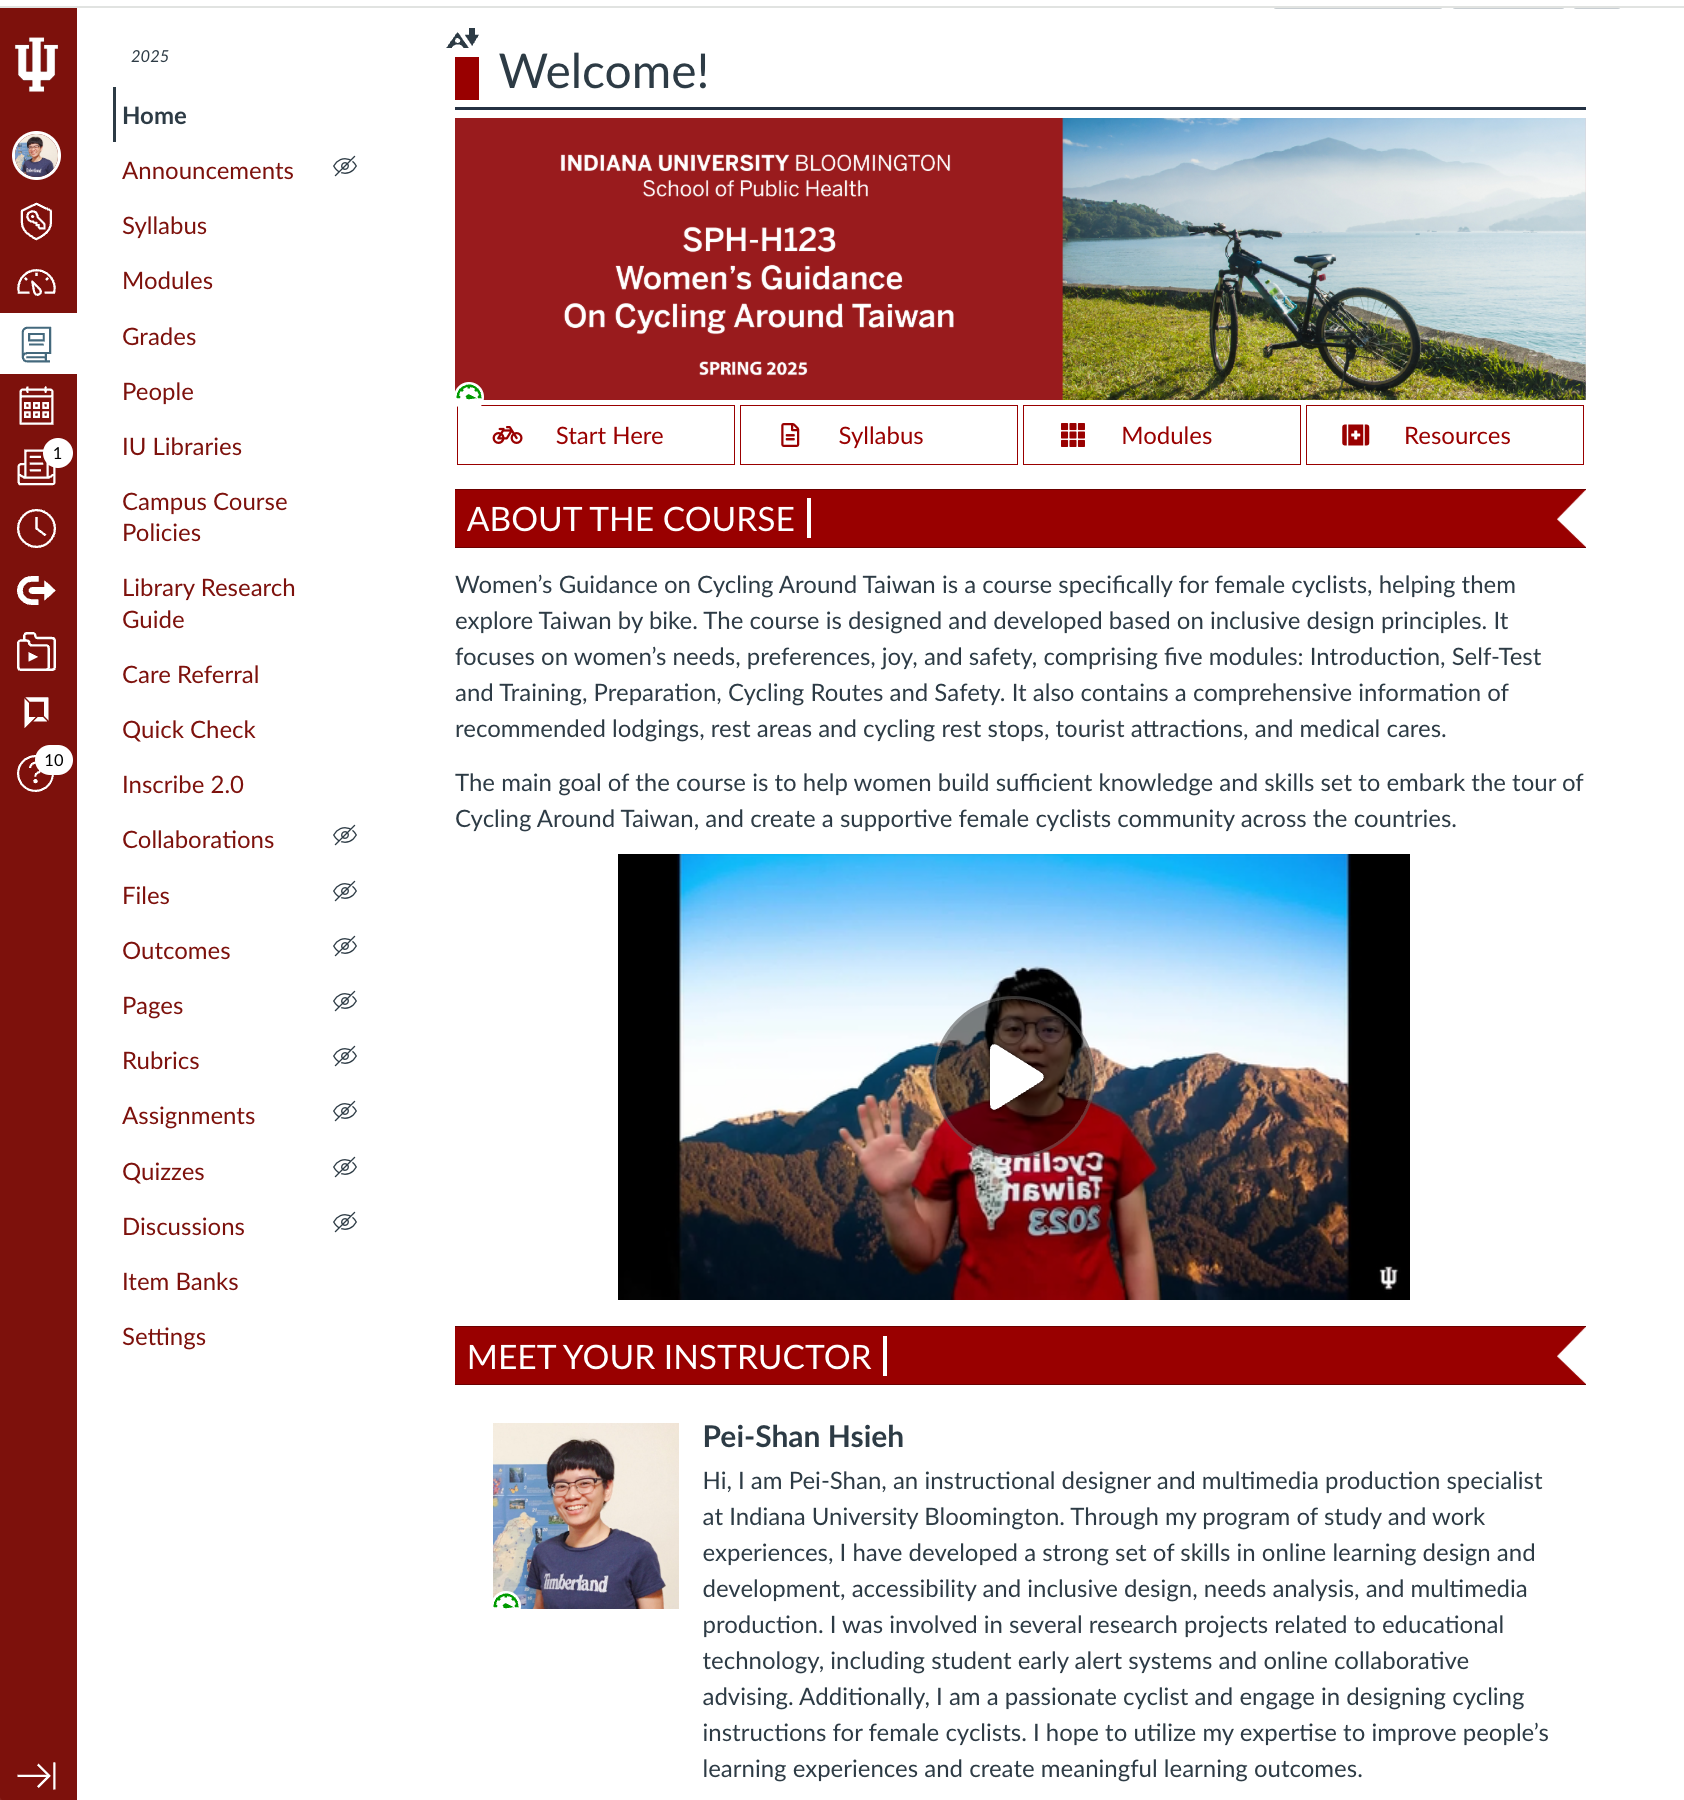 2025
Home
Announcements
Syllabus
Modules
Grades
People
IU Libraries
Campus Course
Policies
Library Research
Guide
Care Referral
Quick Check
Inscribe 2.0
Collaborations
Files
Outcomes
Pages
Rubrics
Assignments
Quizzes
Discussions
Item Banks
Settings
1
10
Welcome!
INDIANA UNIVERSITY BLOOMINGTON
School of Public Health
SPH-H123
Women's Guidance
On Cycling Around Taiwan
SPRING 2025
Start Here
Syllabus
Modules
Resources
ABOUT THE COURSE
Women's Guidance on Cycling Around Taiwan is a course specifically for female cyclists, helping them
explore Taiwan by bike. The course is designed and developed based on inclusive design principles. It
focuses on women's needs, preferences, joy, and safety, comprising five modules: Introduction, Self-Test
and Training, Preparation, Cycling Routes and Safety. It also contains a comprehensive information of
recommended lodgings, rest areas and cycling rest stops, tourist attractions, and medical cares.
The main goal of the course is to help women build sufficient knowledge and skills set to embark the tour of
Cycling Around Taiwan, and create a supportive female cyclists community across the countries.
Cycling
Taiwan
2023
MEET YOUR INSTRUCTOR
Timberland
Pei-Shan Hsieh
Hi, I am Pei-Shan, an instructional designer and multimedia production specialist
at Indiana University Bloomington. Through my program of study and work
experiences, I have developed a strong set of skills in online learning design and
development, accessibility and inclusive design, needs analysis, and multimedia
production. I was involved in several research projects related to educational
technology, including student early alert systems and online collaborative
advising. Additionally, I am a passionate cyclist and engage in designing cycling
instructions for female cyclists. I hope to utilize my expertise to improve people's
learning experiences and create meaningful learning outcomes.